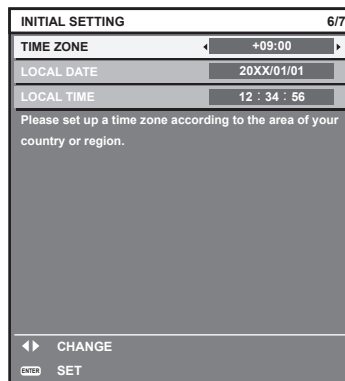 INITIAL SETTING 6/7
TIME ZONE +09:00
LOCAL DATE 20XX/01/01
LOCAL TIME 12 : 34 : 56
Please set up a time zone according to the area of your
country or region.
CHANGE
ENTER SET